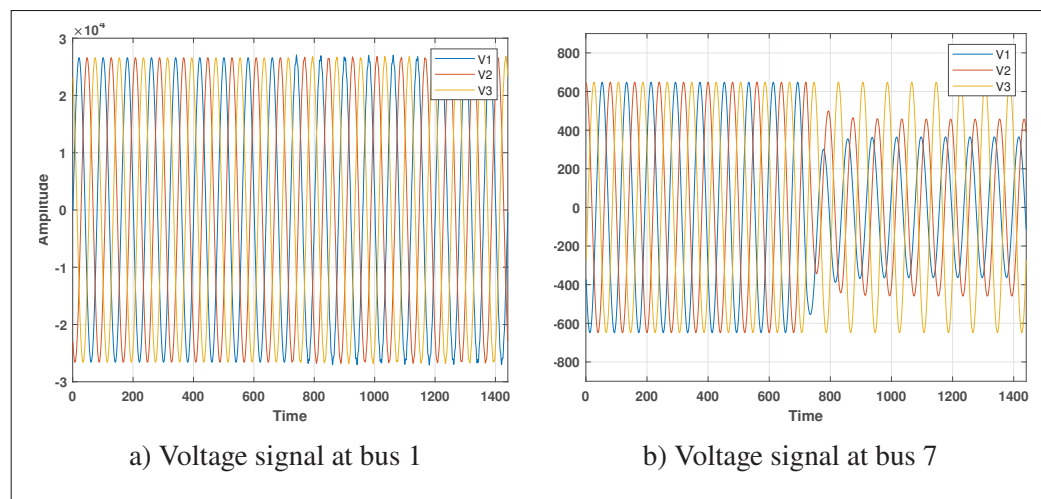 ×10⁴
3
2
1
0
-1
-2
-3
0 200 400 600 800 1000 1200 1400
Amplitude
Time
V1
V2
V3
a) Voltage signal at bus 1
800
600
400
200
0
-200
-400
-600
-800
0 200 400 600 800 1000 1200 1400
Time
V1
V2
V3
b) Voltage signal at bus 7